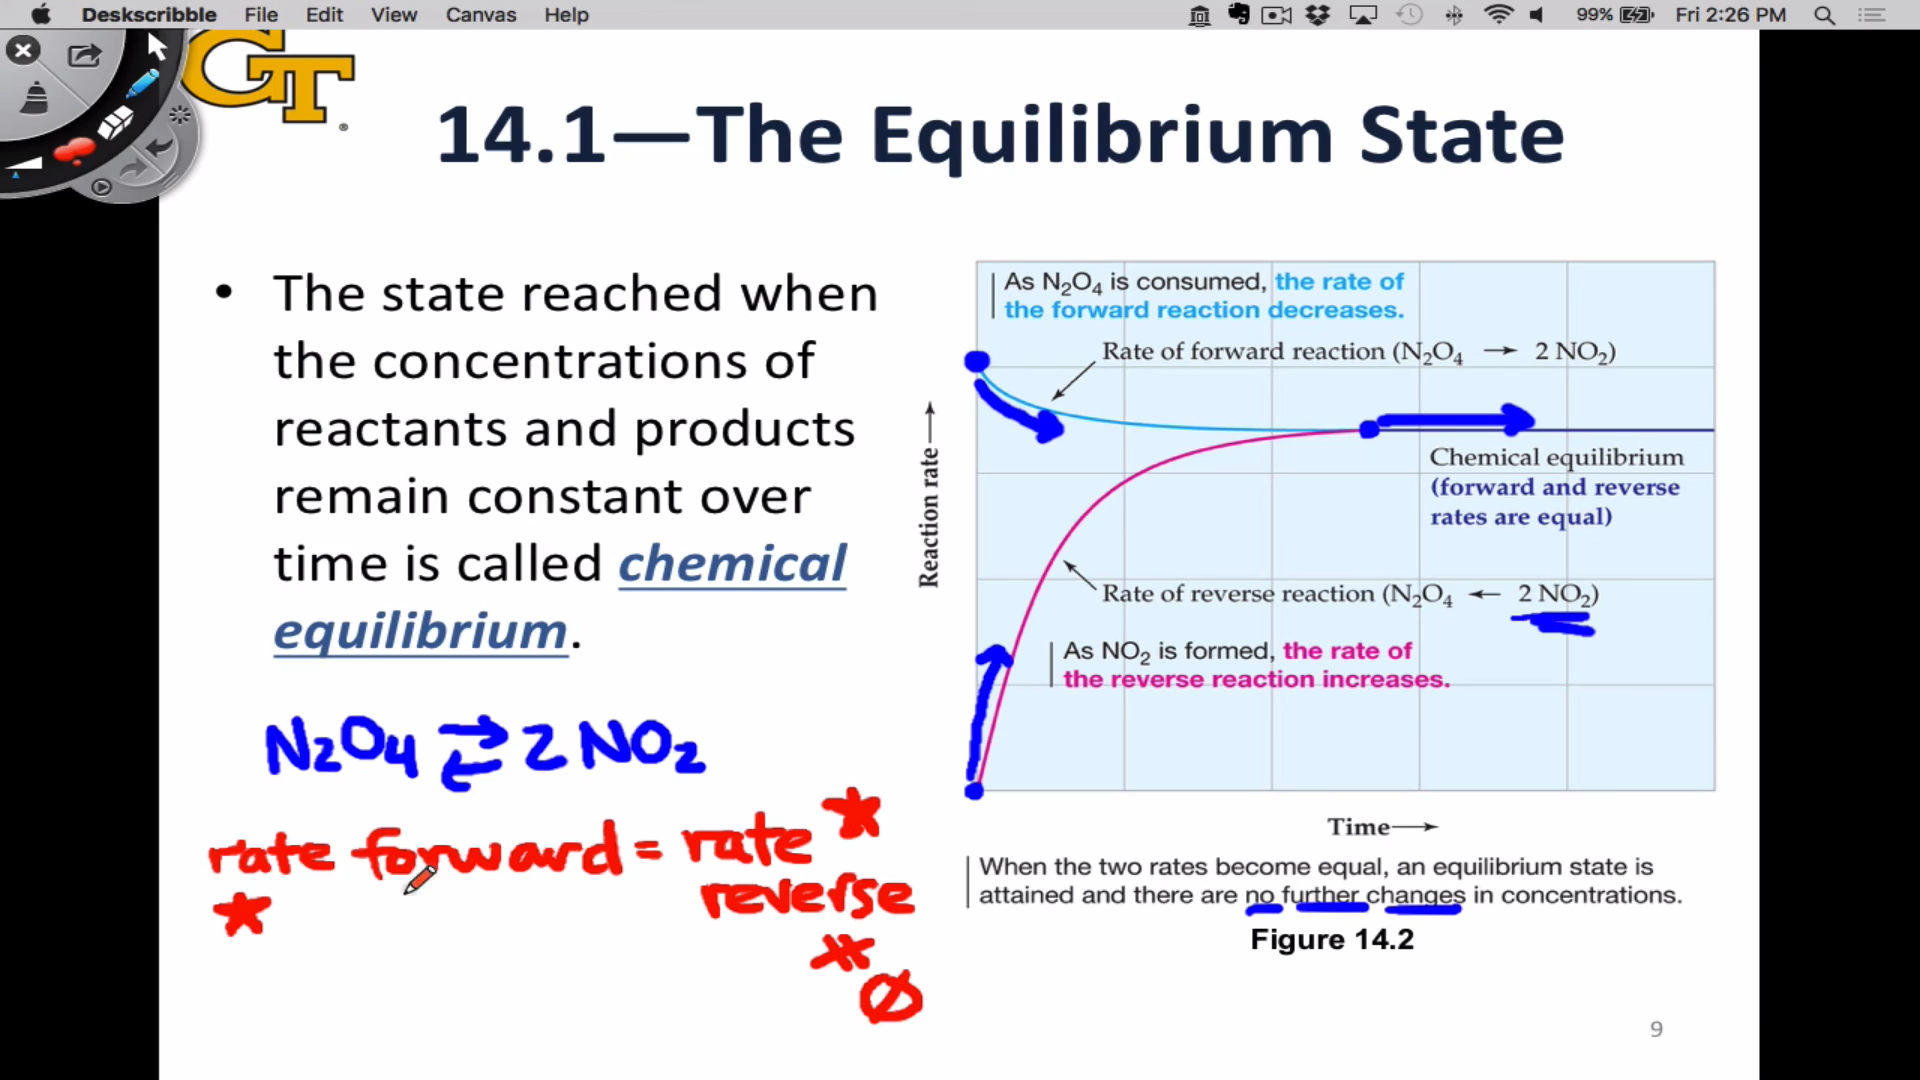 Deskscribble File Edit View Canvas Help 99% Fri 2:26 PM
GT
®
14.1—The Equilibrium State
• The state reached when
the concentrations of
reactants and products
remain constant over
time is called chemical
equilibrium.
N₂O₄ ⇄ 2 NO₂
rate forward = rate *
reverse
*
*
∅
As N₂O₄ is consumed, the rate of
the forward reaction decreases.
Rate of forward reaction (N₂O₄ → 2 NO₂)
Reaction rate →
Chemical equilibrium
(forward and reverse
rates are equal)
Rate of reverse reaction (N₂O₄ ← 2 NO₂)
As NO₂ is formed, the rate of
the reverse reaction increases.
Time→
When the two rates become equal, an equilibrium state is
attained and there are no further changes in concentrations.
Figure 14.2
9